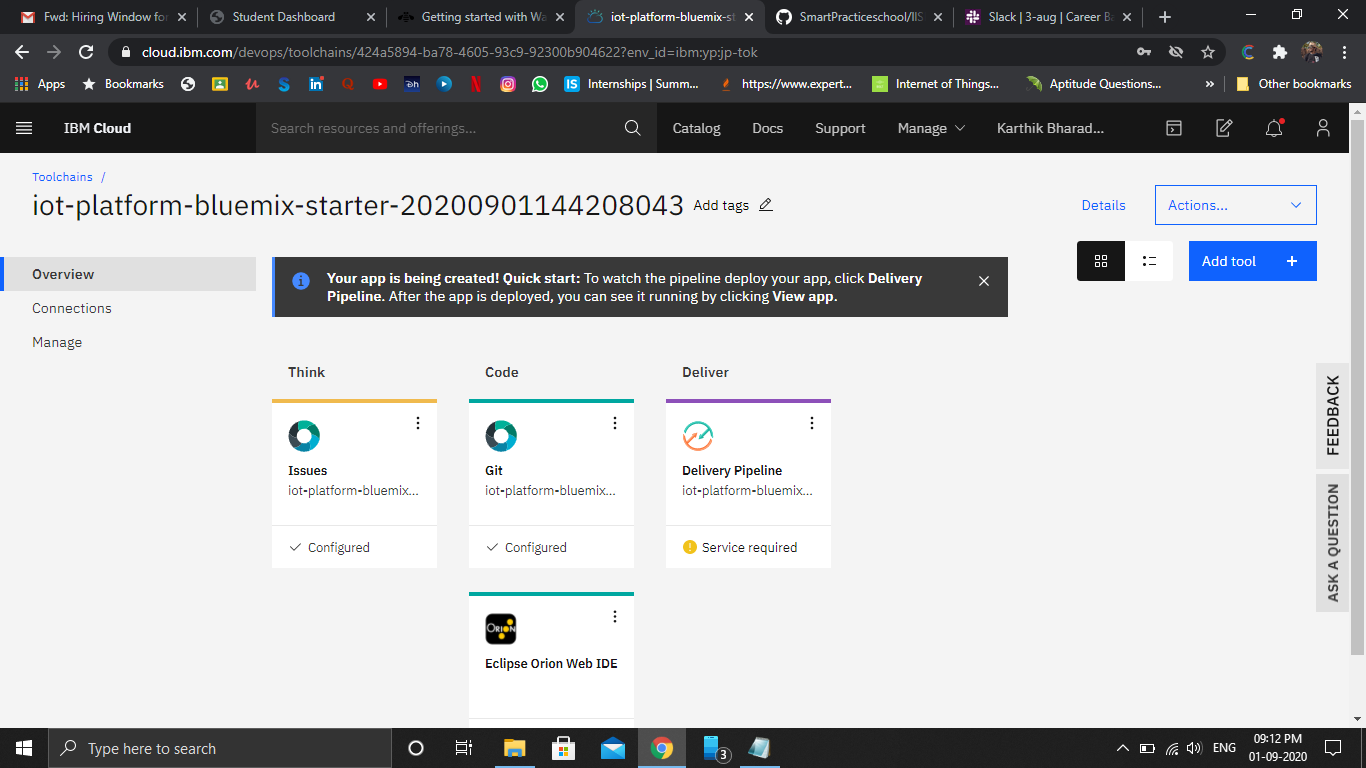 Fwd: Hiring Window for
Student Dashboard
Getting started with Wa
iot-platform-bluemix-st
SmartPracticeschool/IIS
Slack | 3-aug | Career Ba
cloud.ibm.com/devops/toolchains/424a5894-ba78-4605-93c9-92300b904622?env_id=ibm:yp:jp-tok
Apps
Bookmarks
Internships | Summ...
https://www.expert...
Internet of Things...
Aptitude Questions...
»
Other bookmarks
IBM Cloud
Search resources and offerings...
Catalog
Docs
Support
Manage
Karthik Bharad...
Toolchains /
iot-platform-bluemix-starter-20200901144208043
Add tags
Details
Actions...
Overview
Connections
Manage
Your app is being created! Quick start: To watch the pipeline deploy your app, click Delivery
Pipeline. After the app is deployed, you can see it running by clicking View app.
Add tool +
Think
Code
Deliver
Issues
iot-platform-bluemix...
Configured
Git
iot-platform-bluemix...
Configured
Delivery Pipeline
iot-platform-bluemix...
Service required
ORION
Eclipse Orion Web IDE
FEEDBACK
ASK A QUESTION
Type here to search
3
ENG
09:12 PM
01-09-2020